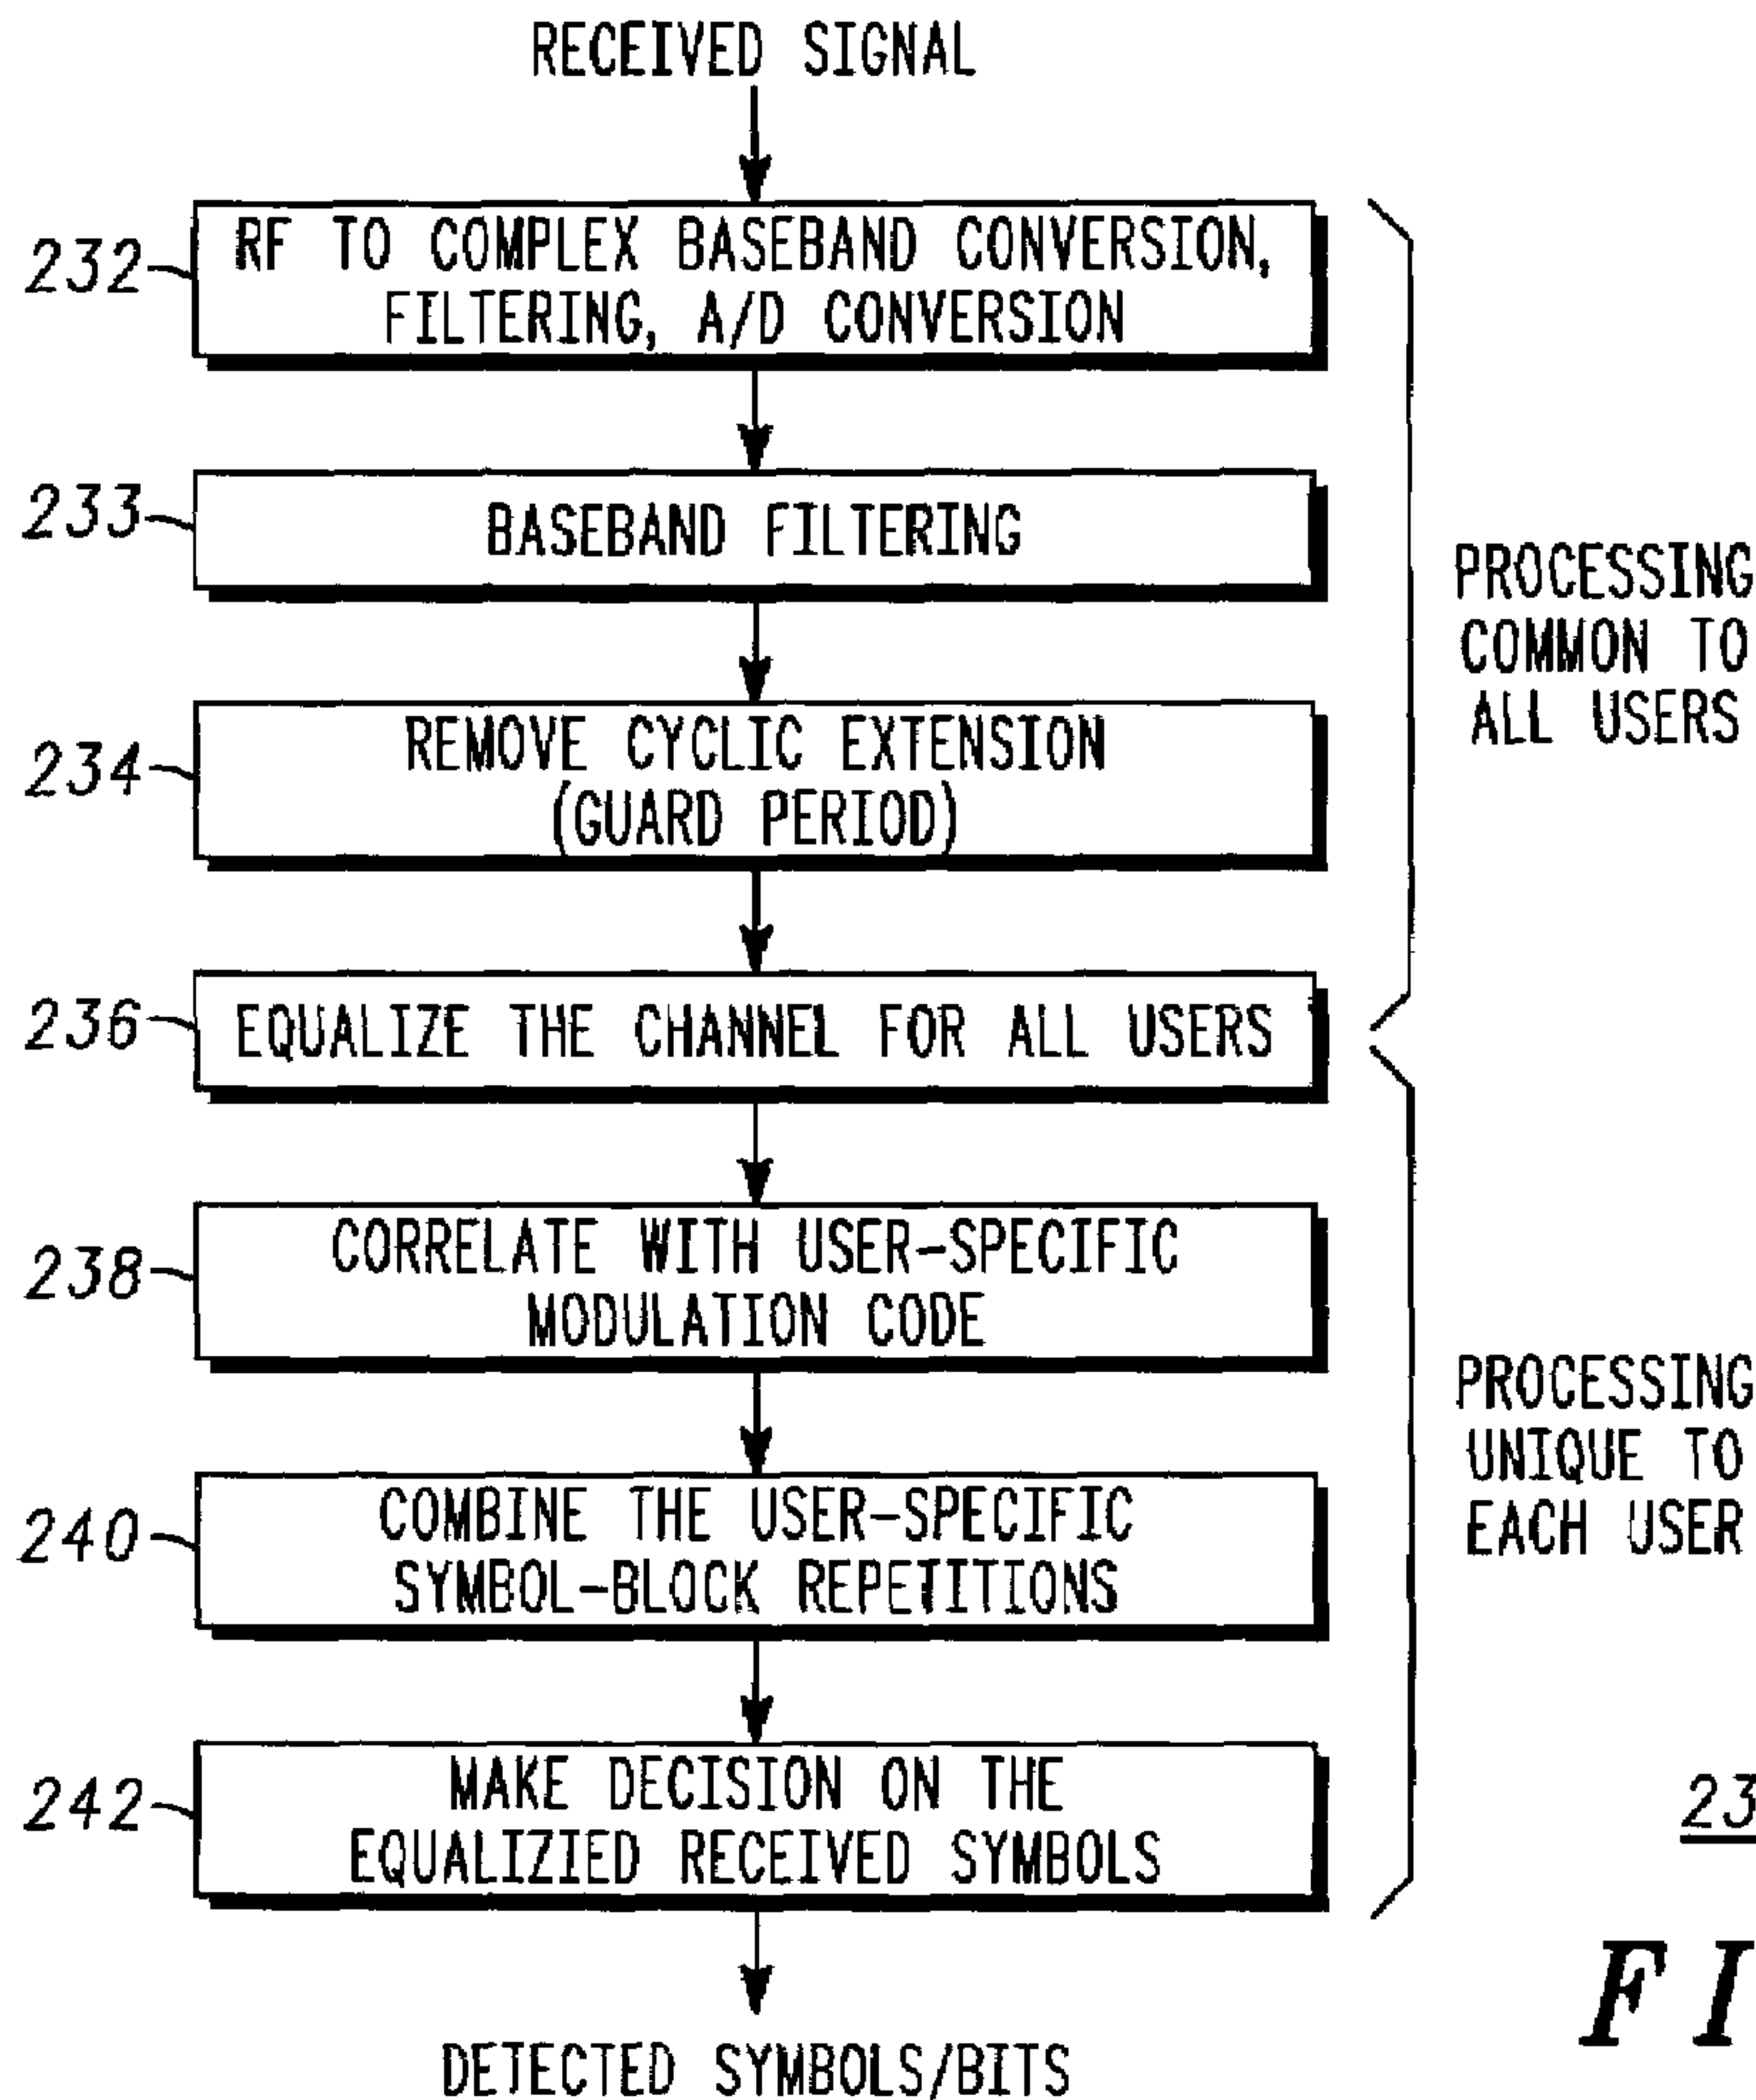 RECEIVED SIGNAL
232
RF TO COMPLEX BASEBAND CONVERSION,
FILTERING, A/D CONVERSION
233
BASEBAND FILTERING
234
REMOVE CYCLIC EXTENSION
(GUARD PERIOD)
PROCESSING
COMMON TO
ALL USERS
236
EQUALIZE THE CHANNEL FOR ALL USERS
238
CORRELATE WITH USER-SPECIFIC
MODULATION CODE
240
COMBINE THE USER-SPECIFIC
SYMBOL-BLOCK REPETITIONS
PROCESSING
UNIQUE TO
EACH USER
242
MAKE DECISION ON THE
EQUALIZIED RECEIVED SYMBOLS
23
FI
DETECTED SYMBOLS/BITS